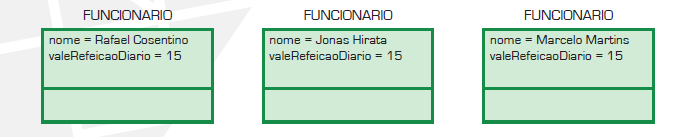 FUNCIONARIO
nome = Rafael Cosentino
valeRefeicaoDiario = 15
FUNCIONARIO
nome = Jonas Hirata
valeRefeicaoDiario = 15
FUNCIONARIO
nome = Marcelo Martins
valeRefeicaoDiario = 15